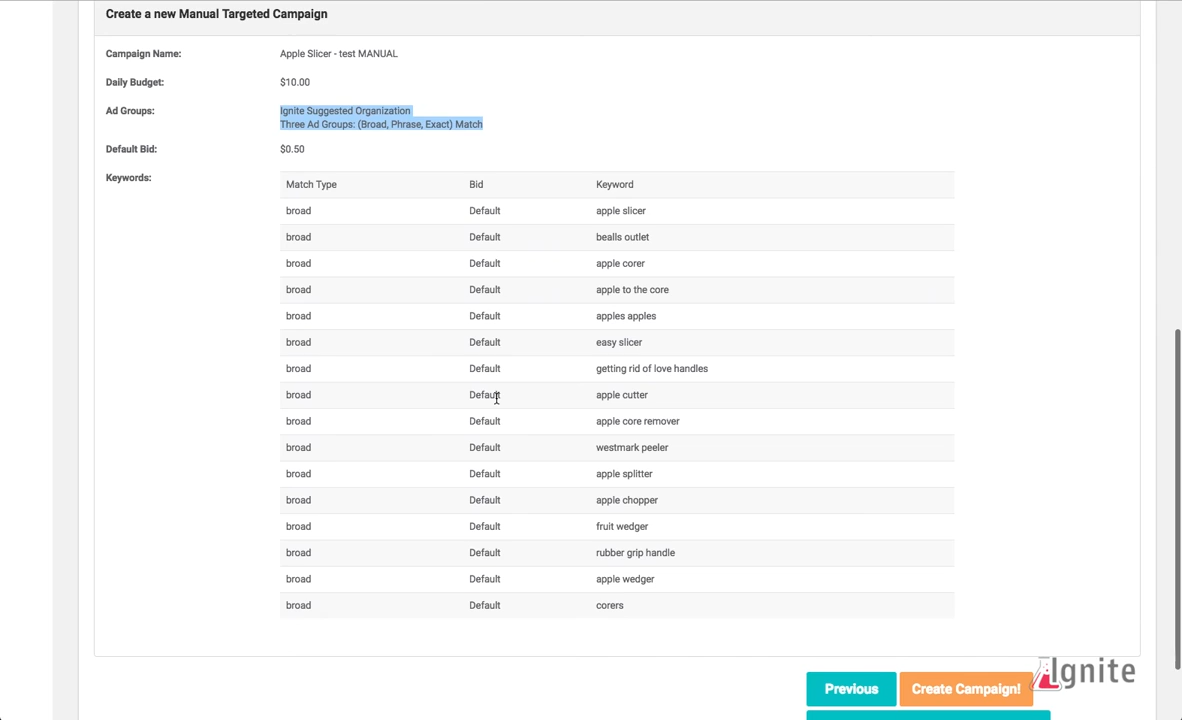 Create a new Manual Targeted Campaign
Campaign Name: Apple Slicer - test MANUAL
Daily Budget: $10.00
Ad Groups: Ignite Suggested Organization
Three Ad Groups: (Broad, Phrase, Exact) Match
Default Bid: $0.50
Keywords:
Match Type Bid Keyword
broad Default apple slicer
broad Default bealls outlet
broad Default apple corer
broad Default apple to the core
broad Default apples apples
broad Default easy slicer
broad Default getting rid of love handles
broad Default apple cutter
broad Default apple core remover
broad Default westmark peeler
broad Default apple splitter
broad Default apple chopper
broad Default fruit wedger
broad Default rubber grip handle
broad Default apple wedger
broad Default corers
Ignite
Previous Create Campaign!